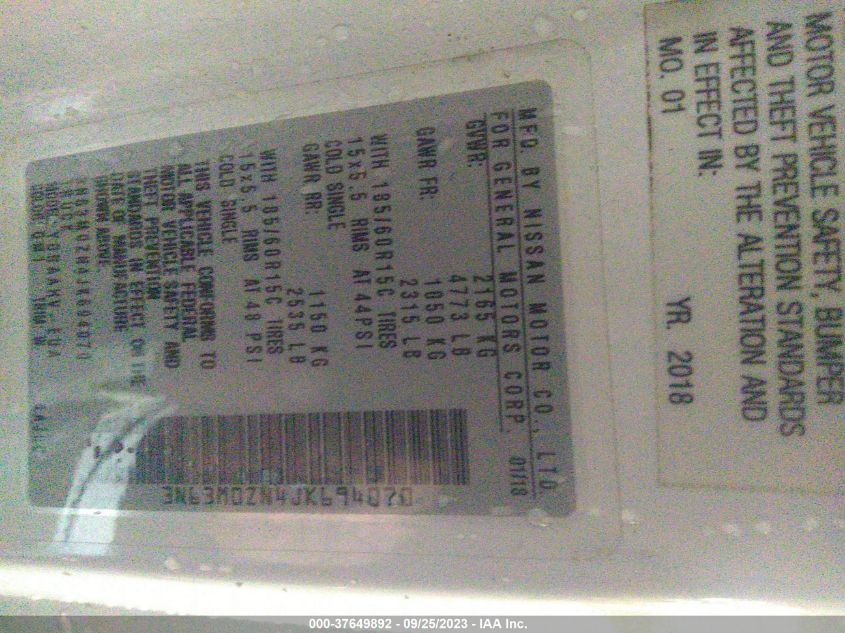 MFD BY NISSAN MOTOR CO., LTD
FOR GENERAL MOTORS CORP. 01/18
GVWR: 2165 KG
4773 LB
GAWR FR: 1050 KG
2315 LB
WITH 185/60R15C TIRES
15x5.5 RIMS AT 44PSI
COLD SINGLE
GAWR RR: 1150 KG
2535 LB
WITH 185/60R15C TIRES
15x5.5 RIMS AT 48 PSI
COLD SINGLE
THIS VEHICLE CONFORMS TO
ALL APPLICABLE FEDERAL
MOTOR VEHICLE SAFETY AND
THEFT PREVENTION
STANDARDS IN EFFECT ON THE
DATE OF MANUFACTURE
SHOWN ABOVE
3N63M0ZN4JK694070
MOTOR VEHICLE SAFETY, BUMPER
AND THEFT PREVENTION STANDARDS
AFFECTED BY THE ALTERATION AND
IN EFFECT IN:
MO. 01 YR. 2018
000-37649892 - 09/25/2023 - IAA Inc.